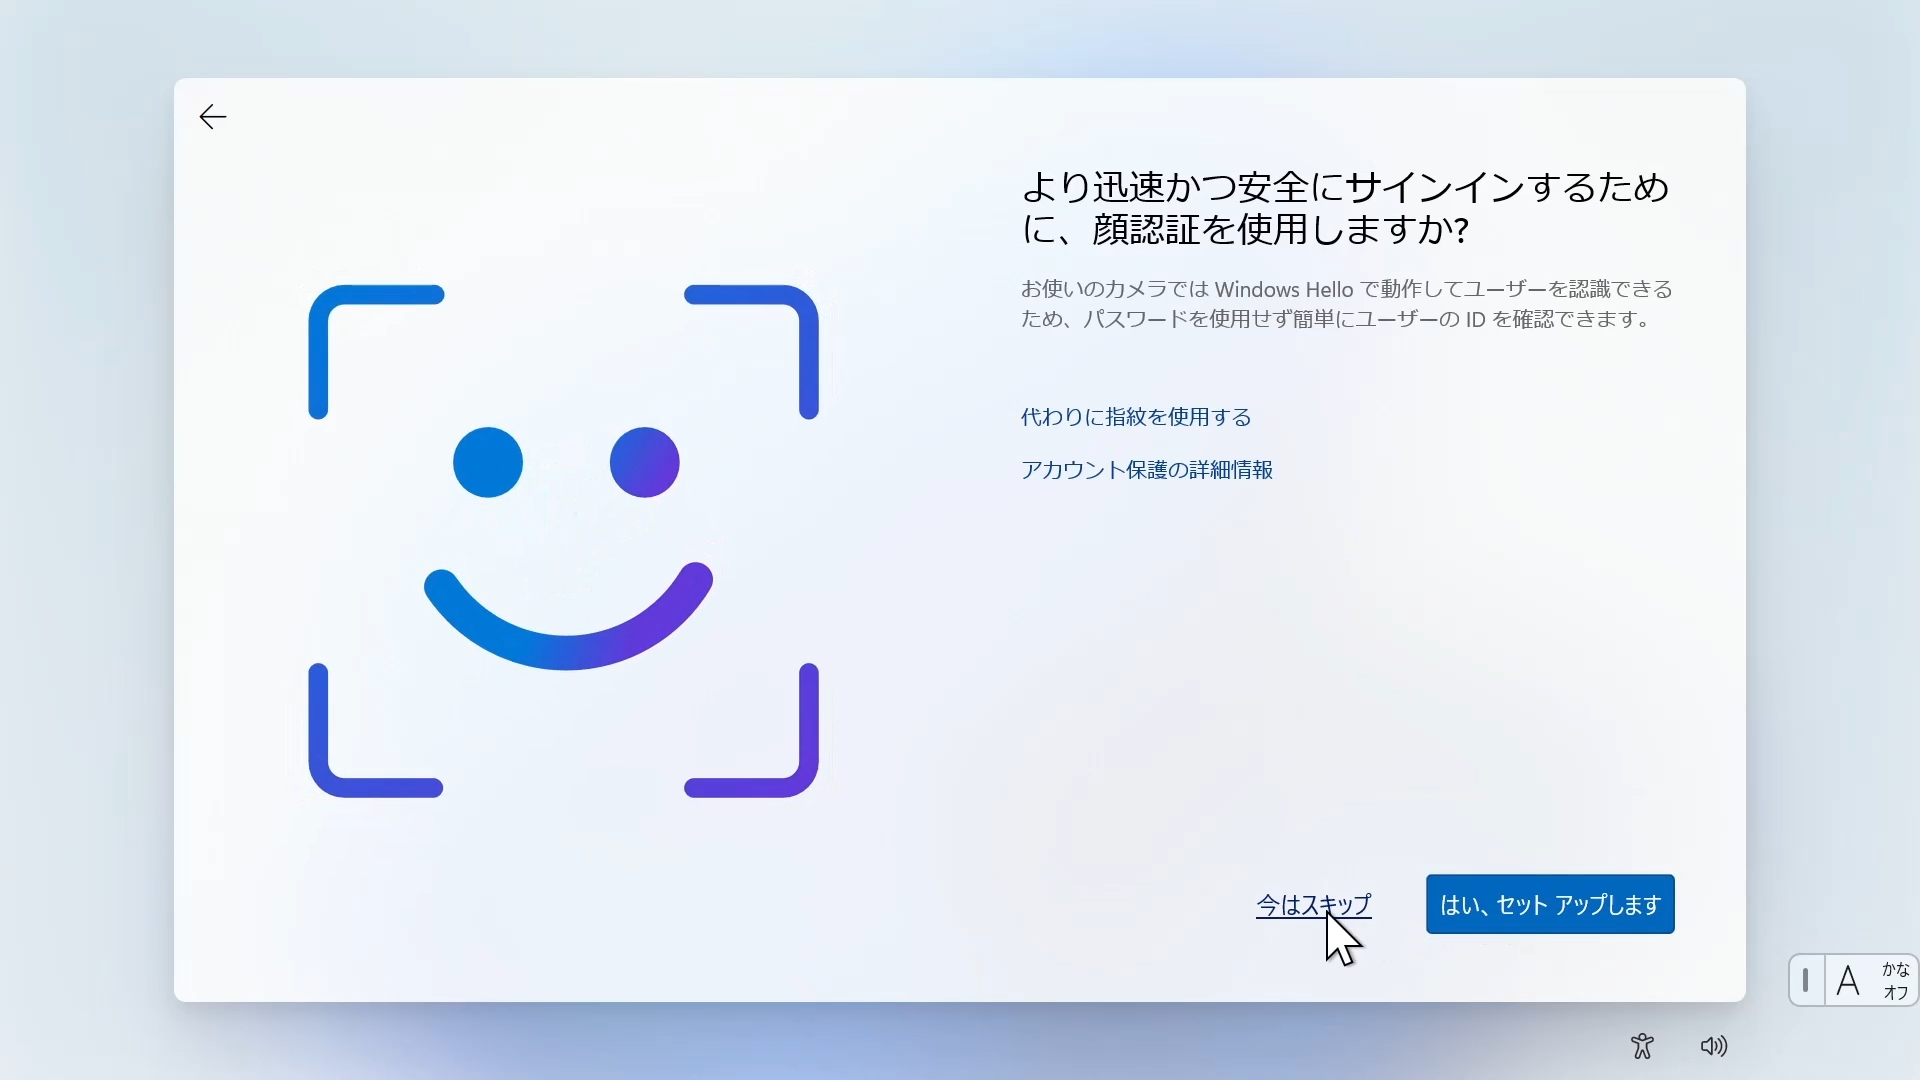 より迅速かつ安全にサインインするため
に、顔認証を使用しますか?
お使いのカメラでは Windows Hello で動作してユーザーを認識できる
ため、パスワードを使用せず簡単にユーザーの ID を確認できます。
代わりに指紋を使用する
アカウント保護の詳細情報
今はスキップ
はい、セット アップします
A
かな
オフ